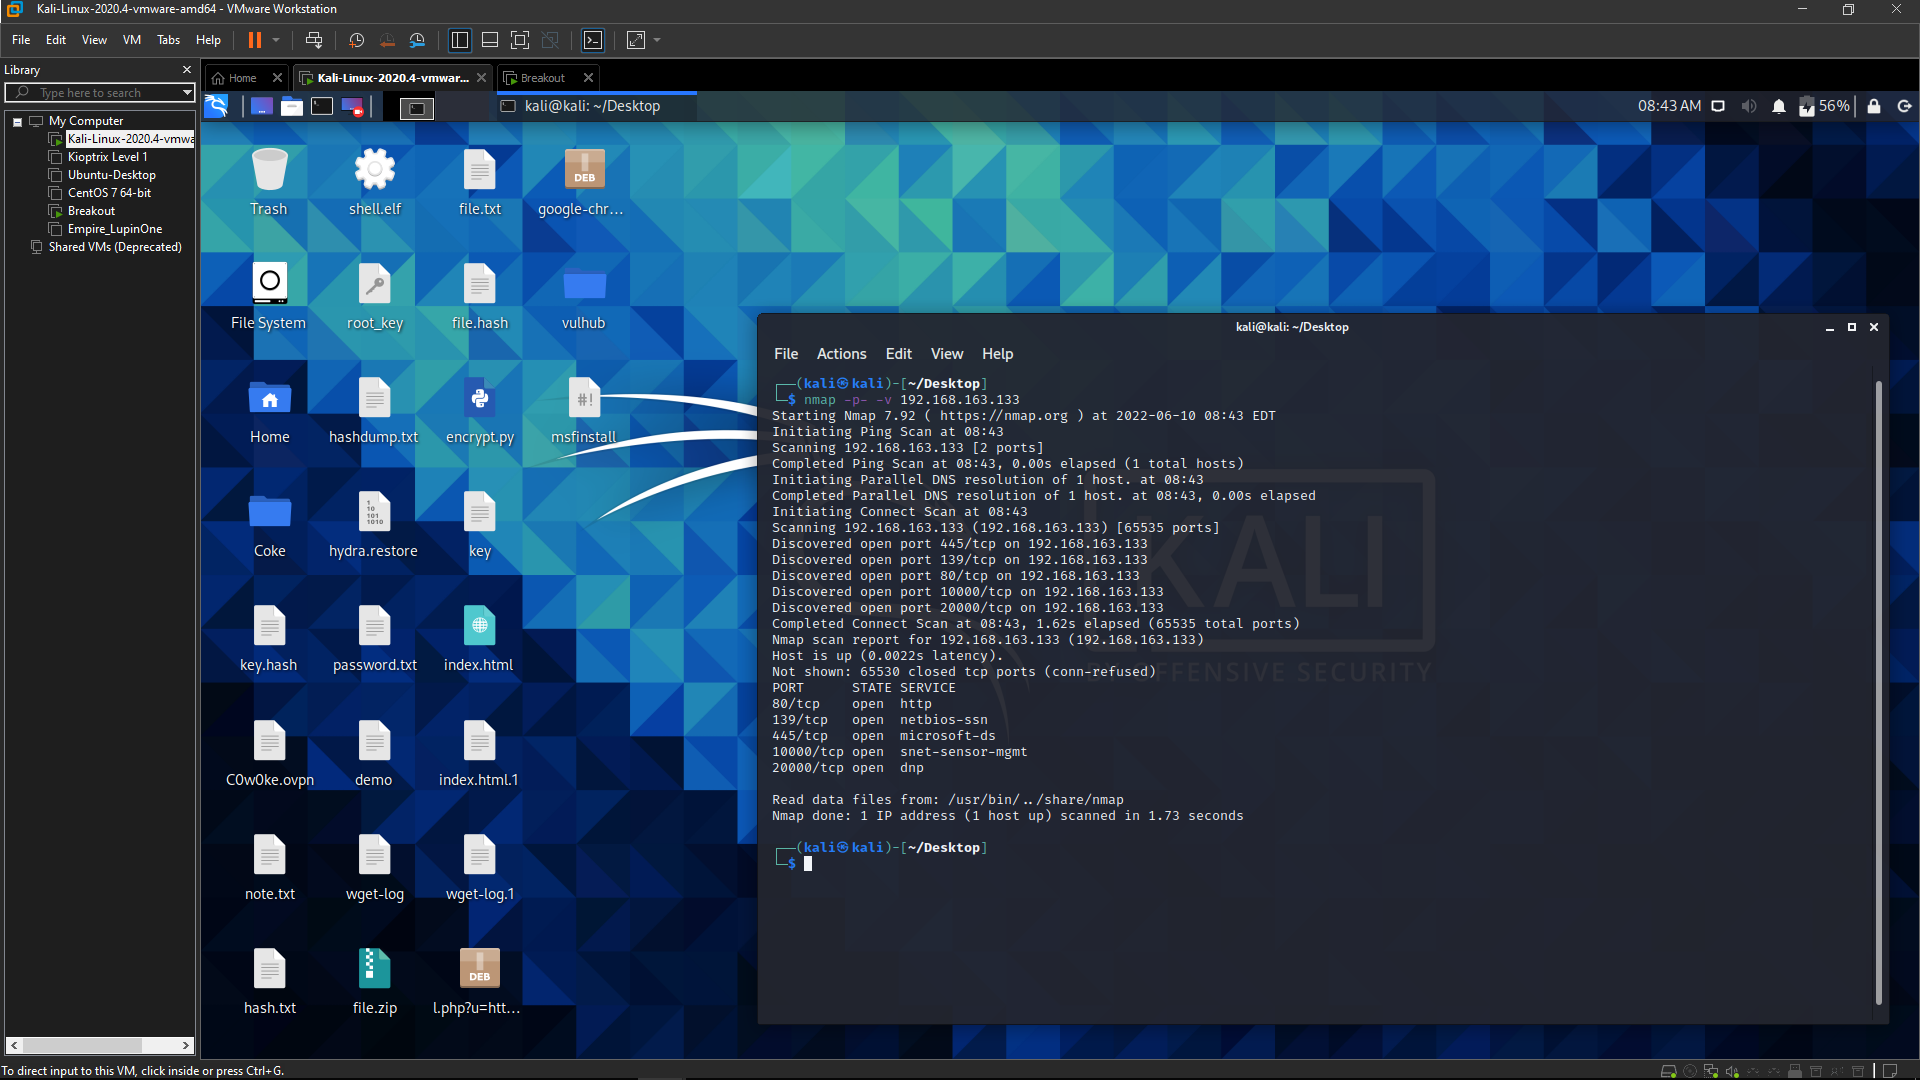 Kali-Linux-2020.4-vmware-amd64 - VMware Workstation
File Edit View VM Tabs Help
Library
Type here to search
My Computer
Kali-Linux-2020.4-vmwa
Kioptrix Level 1
Ubuntu-Desktop
CentOS 7 64-bit
Breakout
Empire_LupinOne
Shared VMs (Deprecated)
Home
Kali-Linux-2020.4-vmwar...
Breakout
kali@kali: ~/Desktop
08:43 AM
56%
Trash
shell.elf
file.txt
DEB
google-chr...
File System
root_key
file.hash
vulhub
Home
hashdump.txt
encrypt.py
#!
msfinstall
Coke
hydra.restore
key
key.hash
password.txt
index.html
C0w0ke.ovpn
demo
index.html.1
note.txt
wget-log
wget-log.1
hash.txt
file.zip
DEB
l.php?u=htt...
kali@kali: ~/Desktop
File Actions Edit View Help
┌──(kali㉿kali)-[~/Desktop]
└─$ nmap -p- -v 192.168.163.133
Starting Nmap 7.92 ( https://nmap.org ) at 2022-06-10 08:43 EDT
Initiating Ping Scan at 08:43
Scanning 192.168.163.133 [2 ports]
Completed Ping Scan at 08:43, 0.00s elapsed (1 total hosts)
Initiating Parallel DNS resolution of 1 host. at 08:43
Completed Parallel DNS resolution of 1 host. at 08:43, 0.00s elapsed
Initiating Connect Scan at 08:43
Scanning 192.168.163.133 (192.168.163.133) [65535 ports]
Discovered open port 445/tcp on 192.168.163.133
Discovered open port 139/tcp on 192.168.163.133
Discovered open port 80/tcp on 192.168.163.133
Discovered open port 10000/tcp on 192.168.163.133
Discovered open port 20000/tcp on 192.168.163.133
Completed Connect Scan at 08:43, 1.62s elapsed (65535 total ports)
Nmap scan report for 192.168.163.133 (192.168.163.133)
Host is up (0.0022s latency).
Not shown: 65530 closed tcp ports (conn-refused)
PORT STATE SERVICE
80/tcp open http
139/tcp open netbios-ssn
445/tcp open microsoft-ds
10000/tcp open snet-sensor-mgmt
20000/tcp open dnp
Read data files from: /usr/bin/../share/nmap
Nmap done: 1 IP address (1 host up) scanned in 1.73 seconds
┌──(kali㉿kali)-[~/Desktop]
└─$
KALI
BY OFFENSIVE SECURITY
To direct input to this VM, click inside or press Ctrl+G.